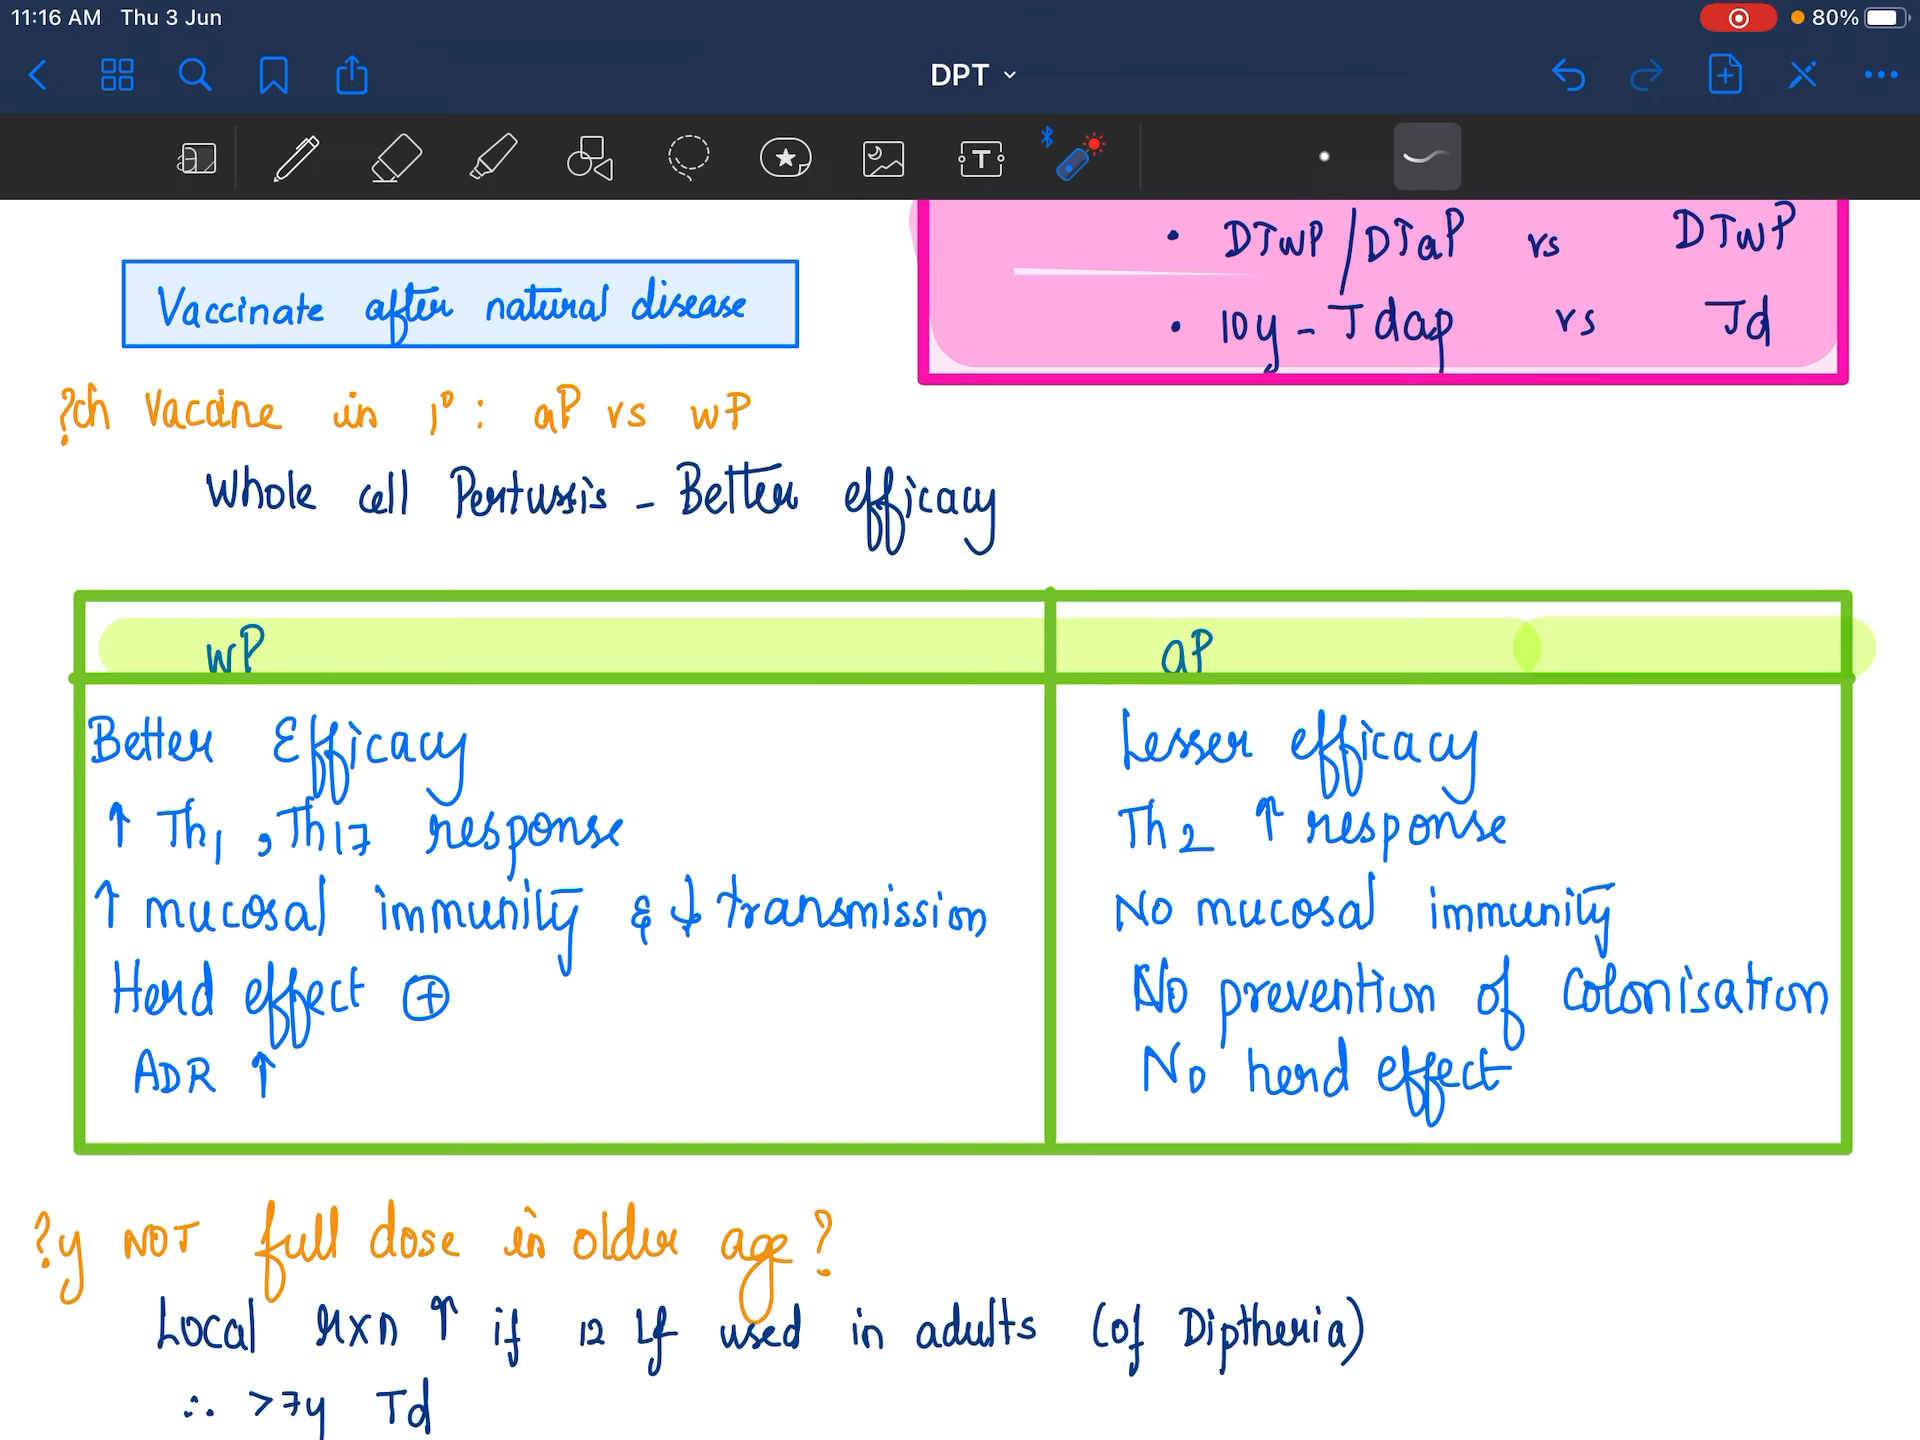 11:16 AM Thu 3 Jun
80%
DPT
• DTwP/DTaP vs DTwP
• 10y - Tdap vs Td
Vaccinate after natural disease
?ch Vaccine in 1°: aP vs wP
Whole cell Pertussis - Better efficacy
wP
aP
Better Efficacy
↑ Th1, Th17 response
↑ mucosal immunity & ↓ transmission
Herd effect ⊕
ADR ↑
Lesser efficacy
Th2 ↑ response
No mucosal immunity
No prevention of Colonisation
No herd effect
?y NOT full dose in older age?
Local rxn ↑ if 12 Lf used in adults (of Diptheria)
∴ >7y Td